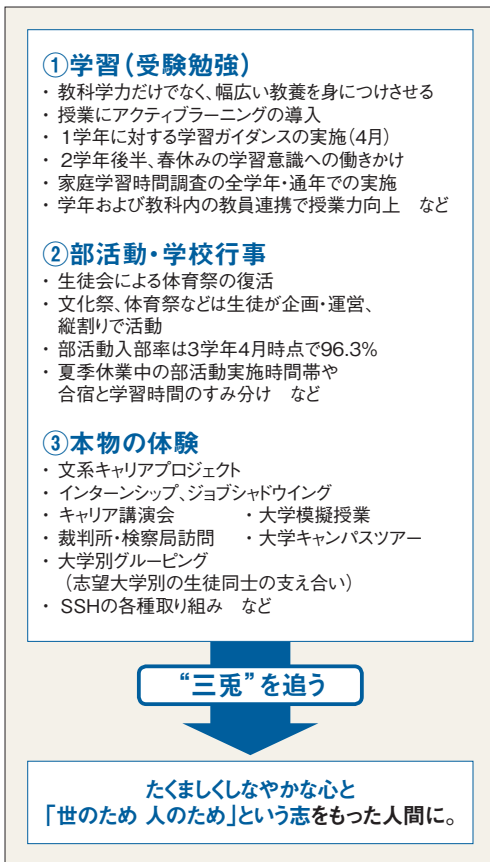 ①学習(受験勉強)
・ 教科学力だけでなく、幅広い教養を身につけさせる
・ 授業にアクティブラーニングの導入
・ 1学年に対する学習ガイダンスの実施(4月)
・ 2学年後半、春休みの学習意識への働きかけ
・ 家庭学習時間調査の全学年・通年での実施
・ 学年および教科内の教員連携で授業力向上 など
②部活動・学校行事
・ 生徒会による体育祭の復活
・ 文化祭、体育祭などは生徒が企画・運営、
縦割りで活動
・ 部活動入部率は3学年4月時点で96.3%
・ 夏季休業中の部活動実施時間帯や
合宿と学習時間のすみ分け など
③本物の体験
・ 文系キャリアプロジェクト
・ インターンシップ、ジョブシャドウイング
・ キャリア講演会 ・ 大学模擬授業
・ 裁判所・検察局訪問 ・ 大学キャンパスツアー
・ 大学別グルーピング
(志望大学別の生徒同士の支え合い)
・ SSHの各種取り組み など
“三兎”を追う
たくましくしなやかな心と
「世のため 人のため」という志をもった人間に。